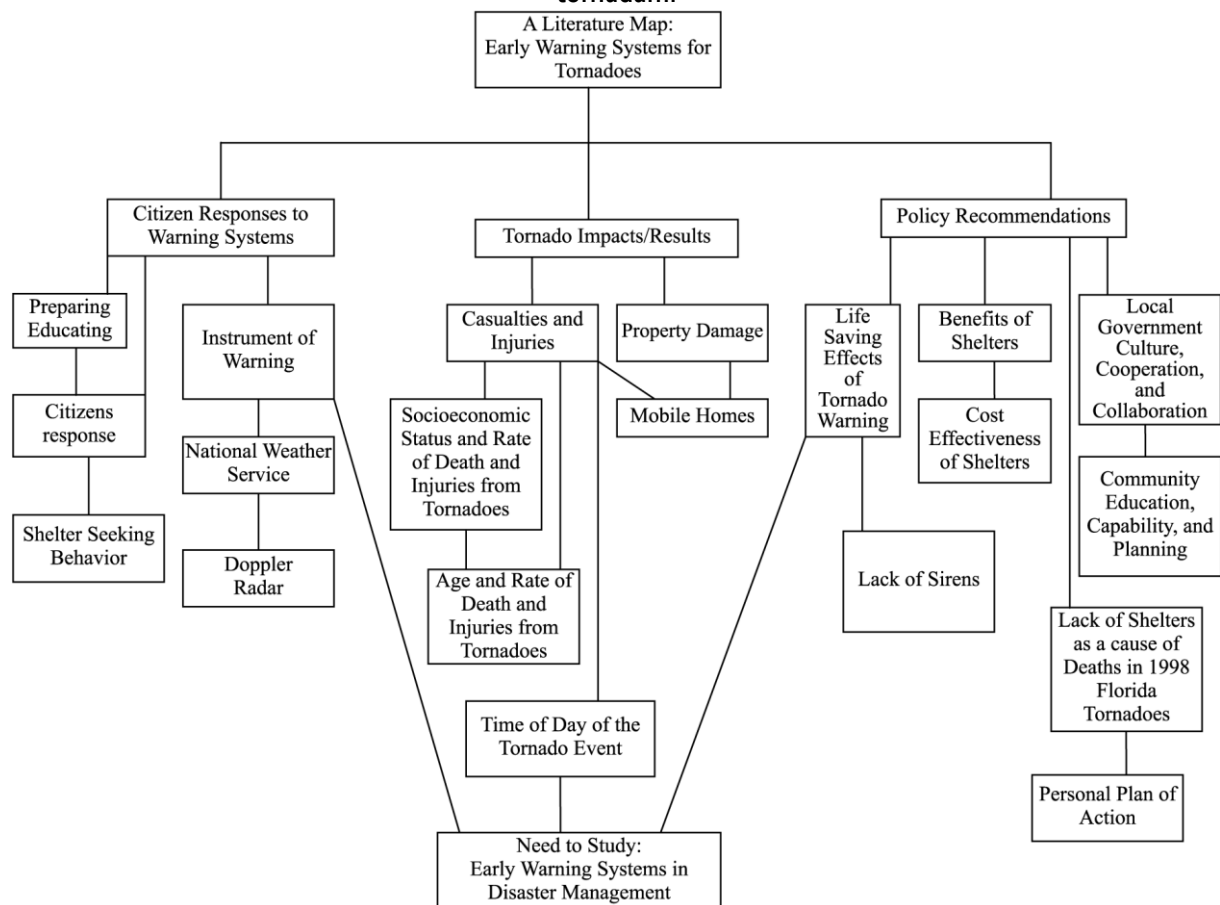 A Literature Map:
Early Warning Systems for
Tornadoes
Citizen Responses to
Warning Systems
Tornado Impacts/Results
Policy Recommendations
Preparing
Educating
Instrument of
Warning
Casualties and
Injuries
Property Damage
Life
Saving
Effects
of
Tornado
Warning
Benefits of
Shelters
Local
Government
Culture,
Cooperation,
and
Collaboration
Citizens
response
National Weather
Service
Socioeconomic
Status and Rate
of Death and
Injuries from
Tornadoes
Mobile Homes
Cost
Effectiveness
of Shelters
Community
Education,
Capability, and
Planning
Shelter Seeking
Behavior
Doppler
Radar
Age and Rate of
Death and
Injuries from
Tornadoes
Lack of Sirens
Lack of Shelters
as a cause of
Deaths in 1998
Florida
Tornadoes
Time of Day of the
Tornado Event
Personal Plan of
Action
Need to Study:
Early Warning Systems in
Disaster Management